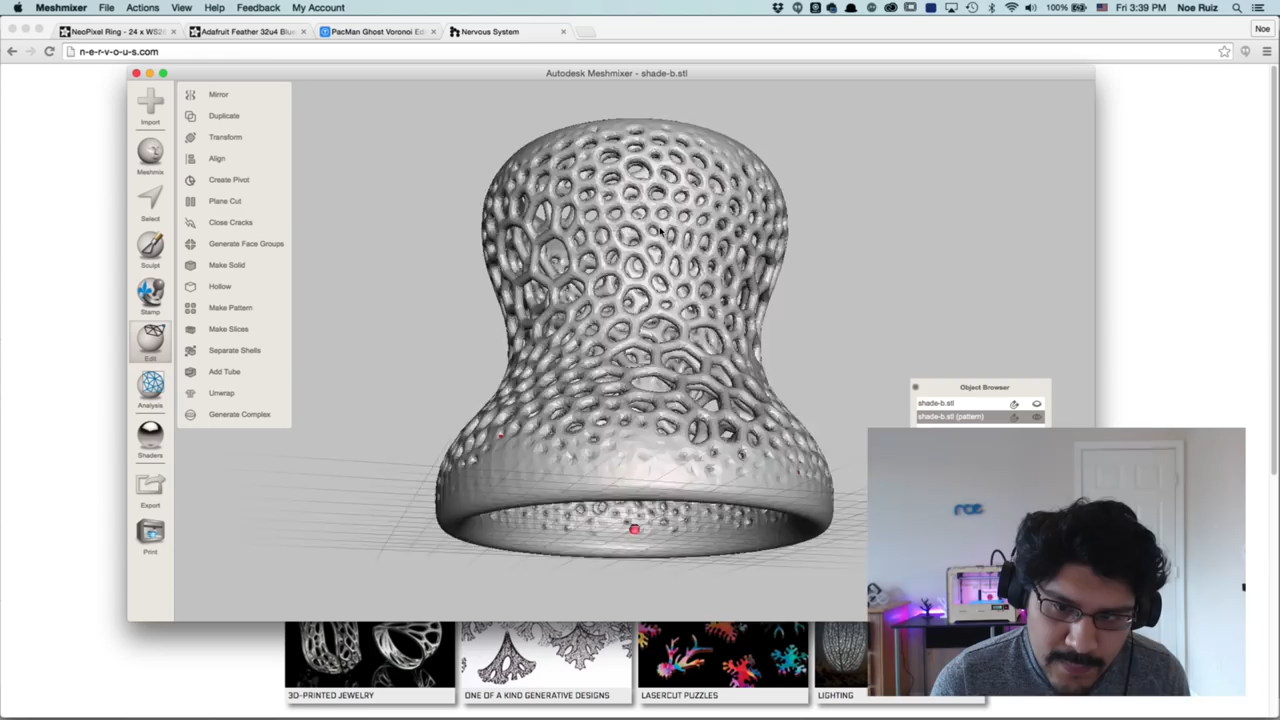 Meshmixer File Actions View Help Feedback My Account 100% Fri 3:39 PM Noe Ruiz
NeoPixel Ring - 24 x WS28 Adafruit Feather 32u4 Blue PacMan Ghost Voronoi Edi Nervous System Noe
n-e-r-v-o-u-s.com
Autodesk Meshmixer - shade-b.stl
Import
Meshmix
Select
Sculpt
Stamp
Edit
Analysis
Shaders
Export
Print
Mirror
Duplicate
Transform
Align
Create Pivot
Plane Cut
Close Cracks
Generate Face Groups
Make Solid
Hollow
Make Pattern
Make Slices
Separate Shells
Add Tube
Unwrap
Generate Complex
Object Browser
shade-b.stl
shade-b.stl (pattern)
noe
3D-PRINTED JEWELRY ONE OF A KIND GENERATIVE DESIGNS LASERCUT PUZZLES LIGHTING